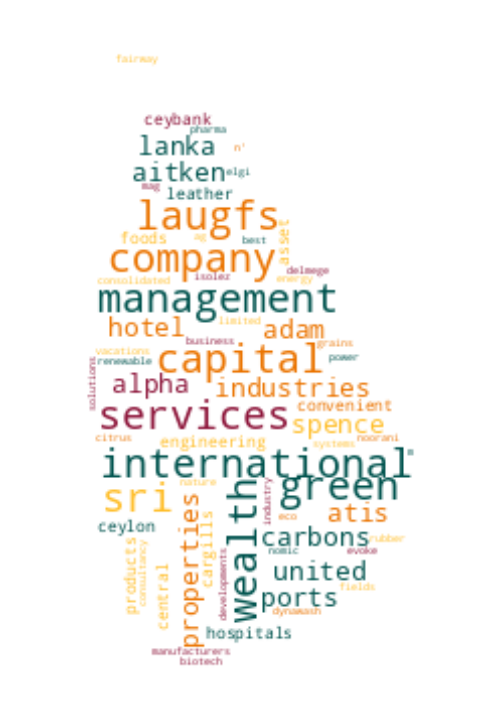 fairway
ceybank
pharma
lanka
n'
aitken
elgi
mag
leather
laugfs
foods
ag
best
asset
company
isolez
delmege
consolidated
energy
management
limited
hotel
adam
business
grains
vacations
capital
power
renewable
solutions
alpha
industries
services
convenient
spence
citrus
engineering
noorani
systems
international
green
nature
sri
wealth
industry
properties
cargills
atis
eco
ceylon
carbons
rubber
nomic
evoke
products
consultancy
central
developments
united
fields
ports
dynawash
hospitals
manufacturers
biotech